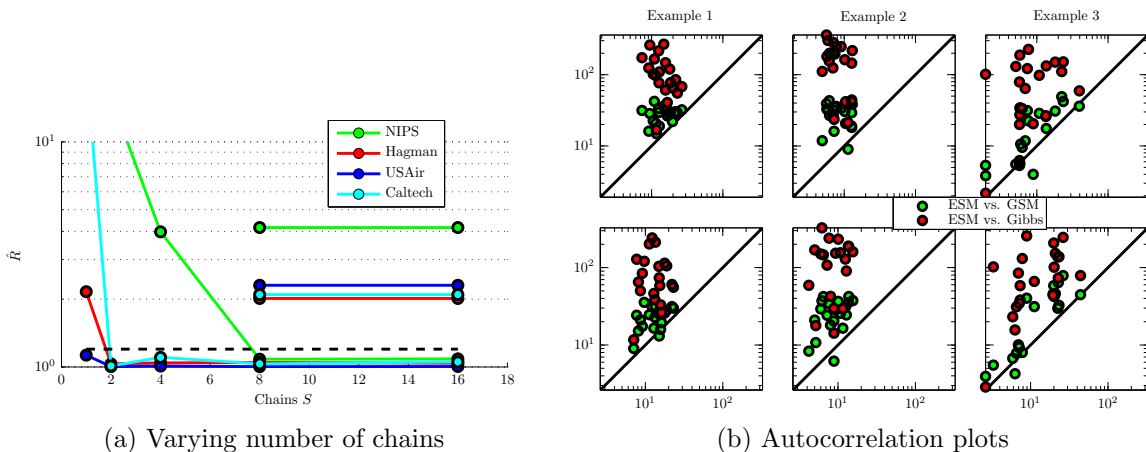 Example 1
Example 2
Example 3
10²
10¹
10¹
NIPS
Hagman
USAir
Caltech
R̂
10⁰
0
2
4
6
8
10
12
14
16
18
Chains S
ESM vs. GSM
ESM vs. Gibbs
10²
10¹
10¹
10²
10¹
10²
10¹
10²
(a) Varying number of chains
(b) Autocorrelation plots